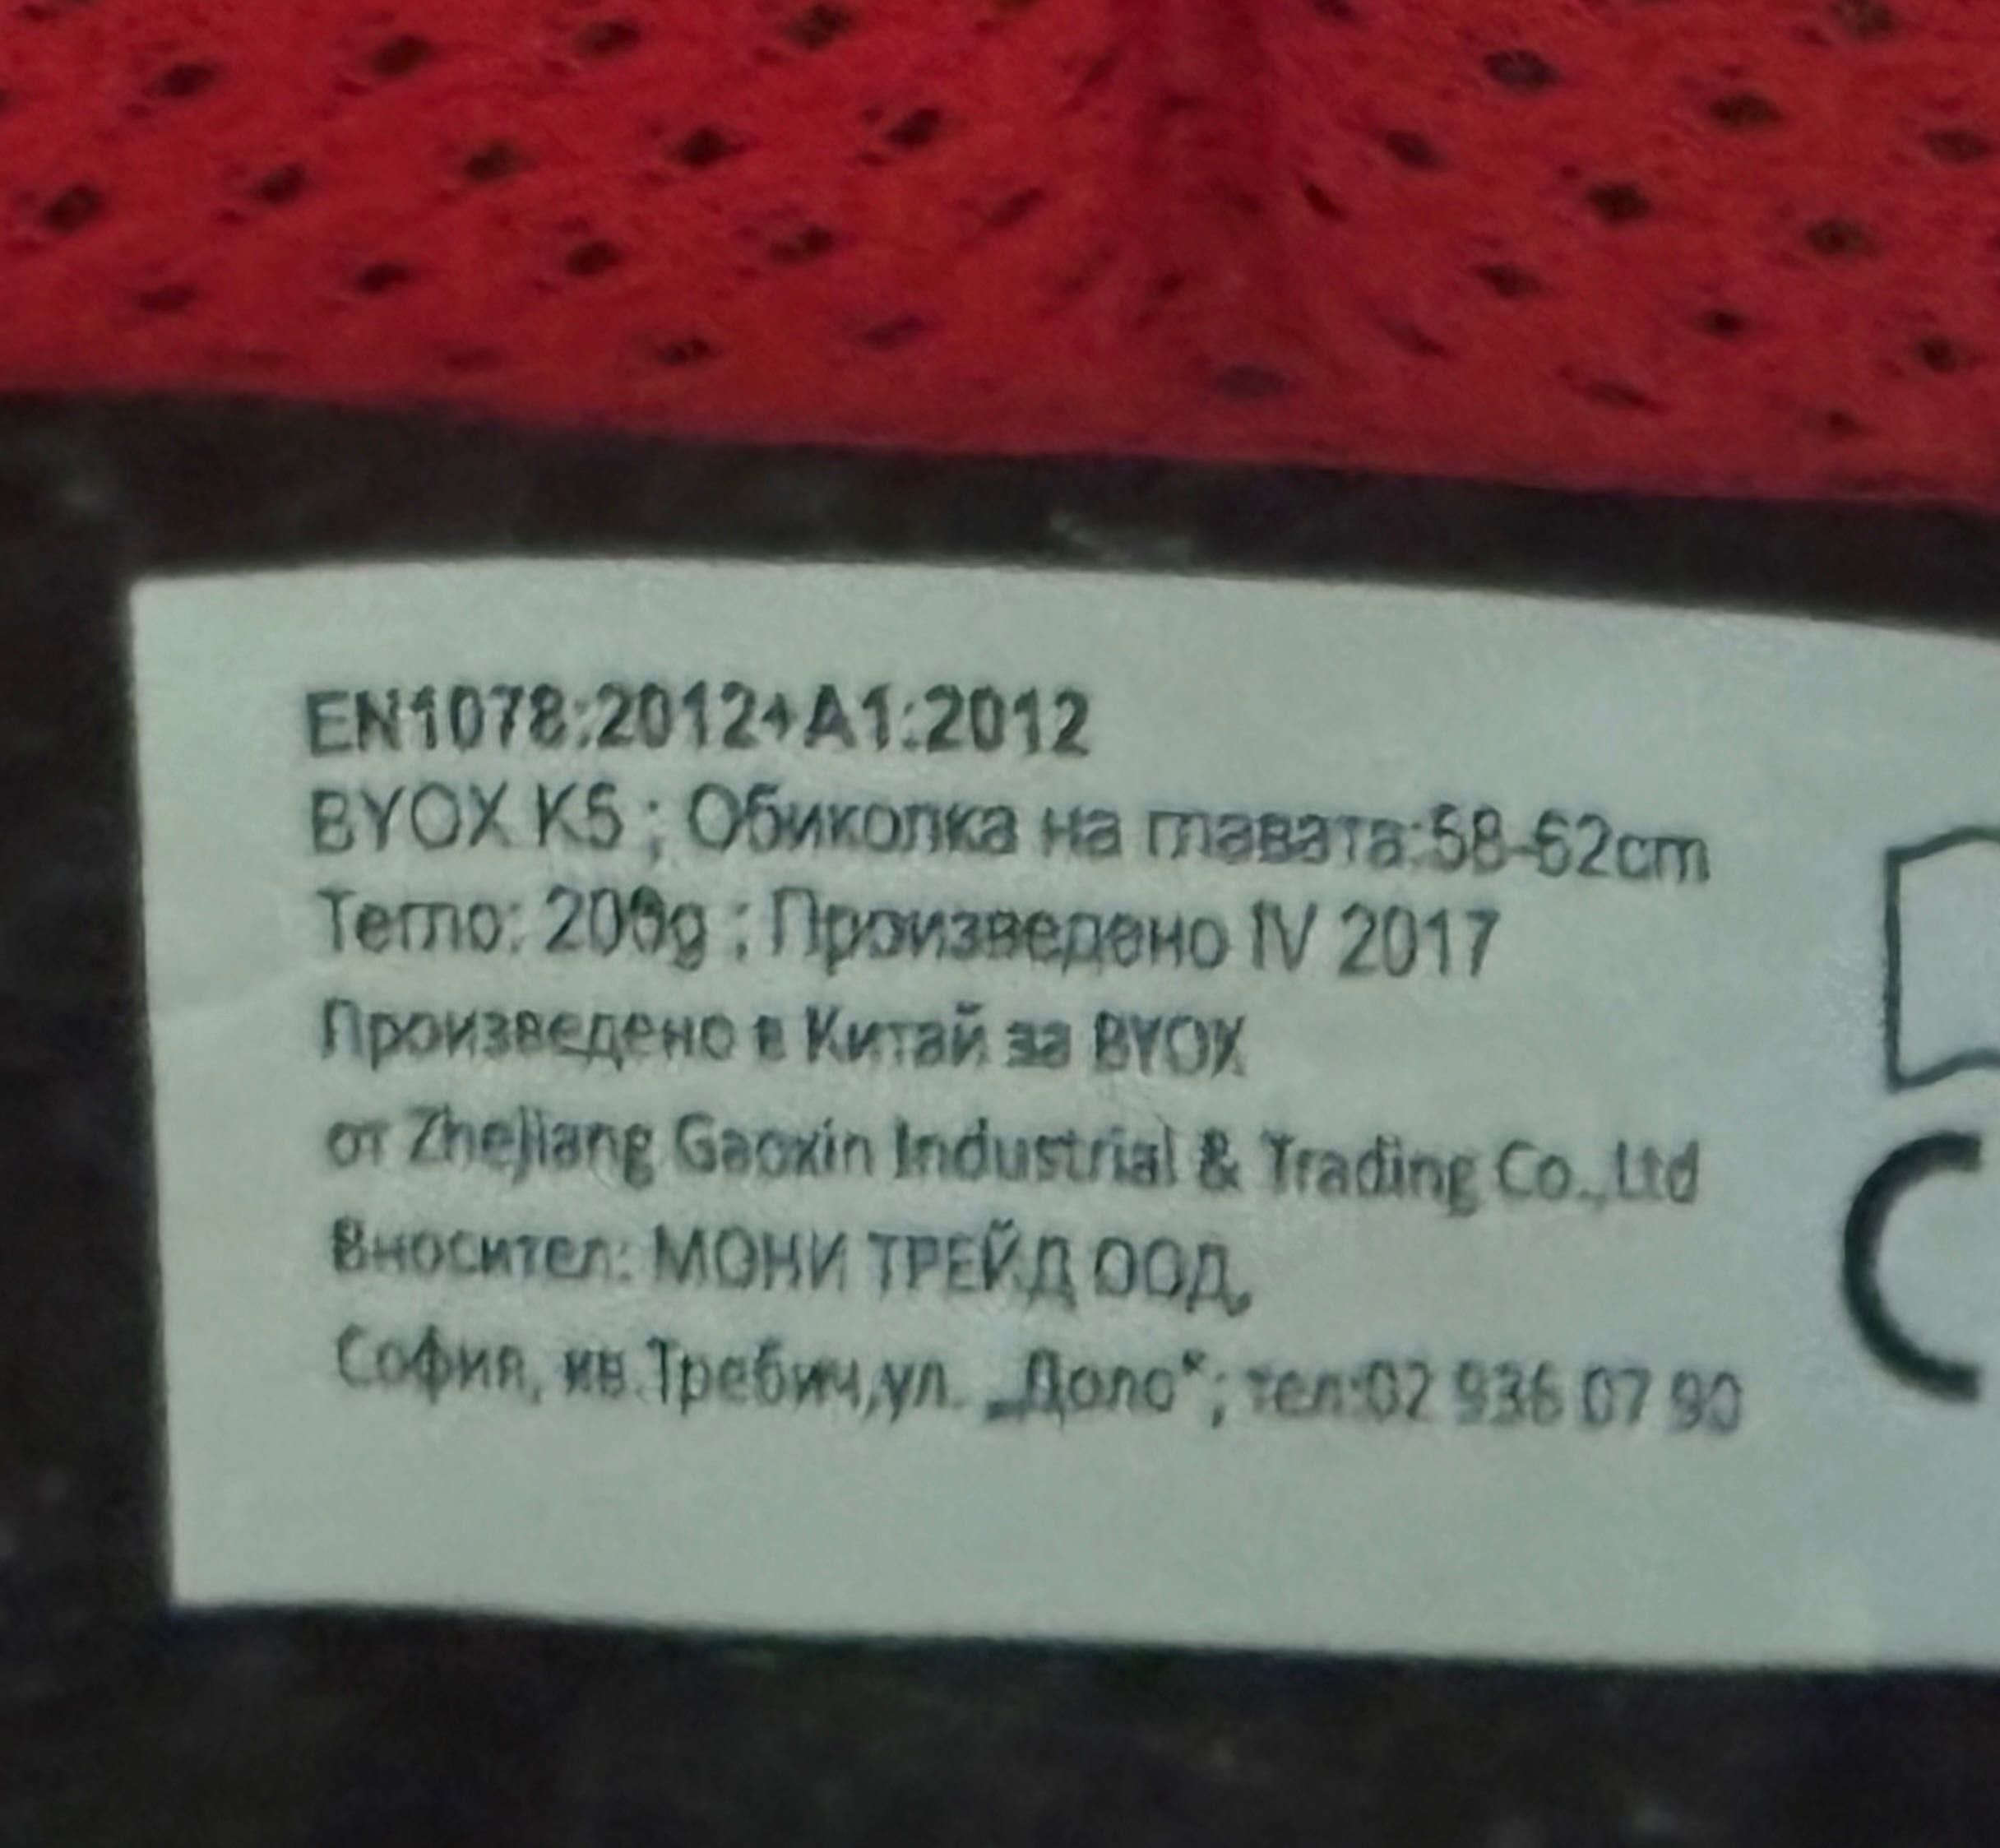 EN1078:2012+A1:2012
BYOX K5 ; Обиколка на главата:58-62cm
Тегло: 200g ; Произведено IV 2017
Произведено в Китай за BYOX
от Zhejiang Gaoxin Industrial & Trading Co.,Ltd
Вносител: МОНИ ТРЕЙД ООД,
София, кв.Требич,ул. „Доло“; тел:02 936 07 90